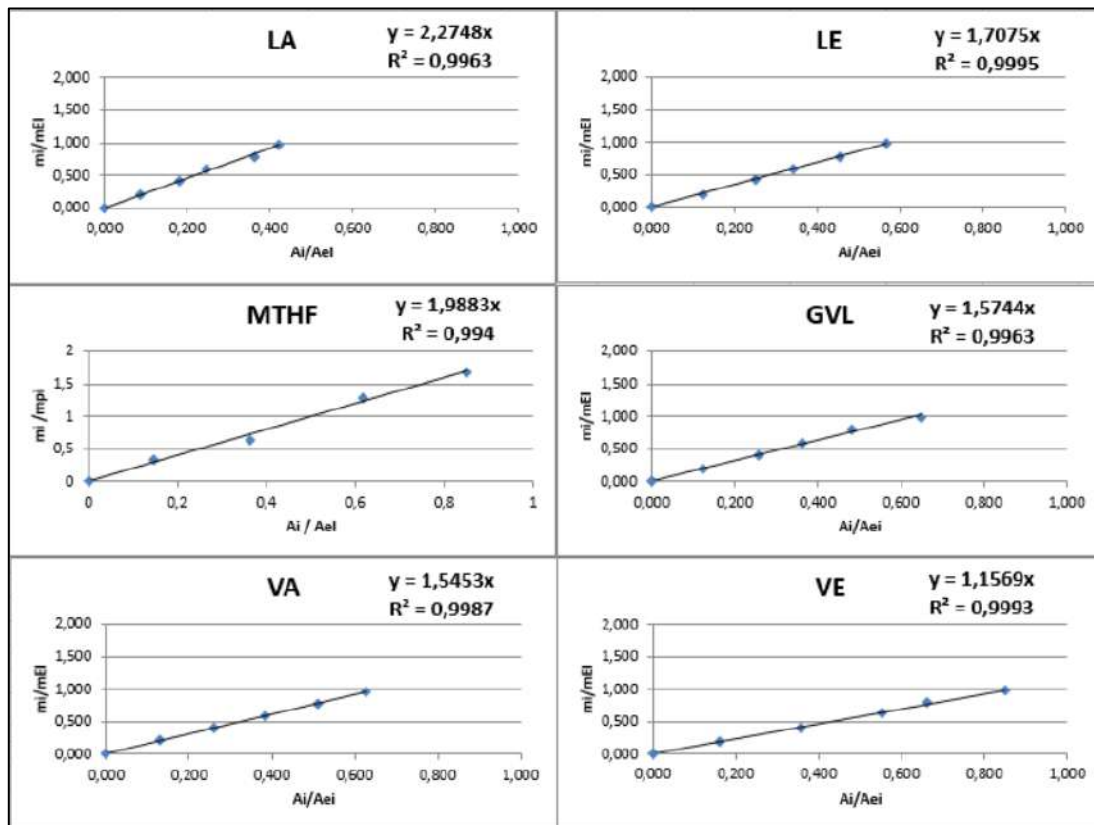 LA
y = 2,2748x
R² = 0,9963
2,000
1,500
1,000
0,500
0,000
mi/mEI
0,000 0,200 0,400 0,600 0,800 1,000
Ai/AeI
LE
y = 1,7075x
R² = 0,9995
2,000
1,500
1,000
0,500
0,000
mi/mEI
0,000 0,200 0,400 0,600 0,800 1,000
Ai/Aei
MTHF
y = 1,9883x
R² = 0,994
2
1,5
1
0,5
0
mi /mpi
0 0,2 0,4 0,6 0,8 1
Ai / AeI
GVL
y = 1,5744x
R² = 0,9963
2,000
1,500
1,000
0,500
0,000
mi/mEI
0,000 0,200 0,400 0,600 0,800 1,000
Ai/Aei
VA
y = 1,5453x
R² = 0,9987
2,000
1,500
1,000
0,500
0,000
mi/mEI
0,000 0,200 0,400 0,600 0,800 1,000
Ai/Aei
VE
y = 1,1569x
R² = 0,9993
2,000
1,500
1,000
0,500
0,000
mi/mEI
0,000 0,200 0,400 0,600 0,800 1,000
Ai/Aei